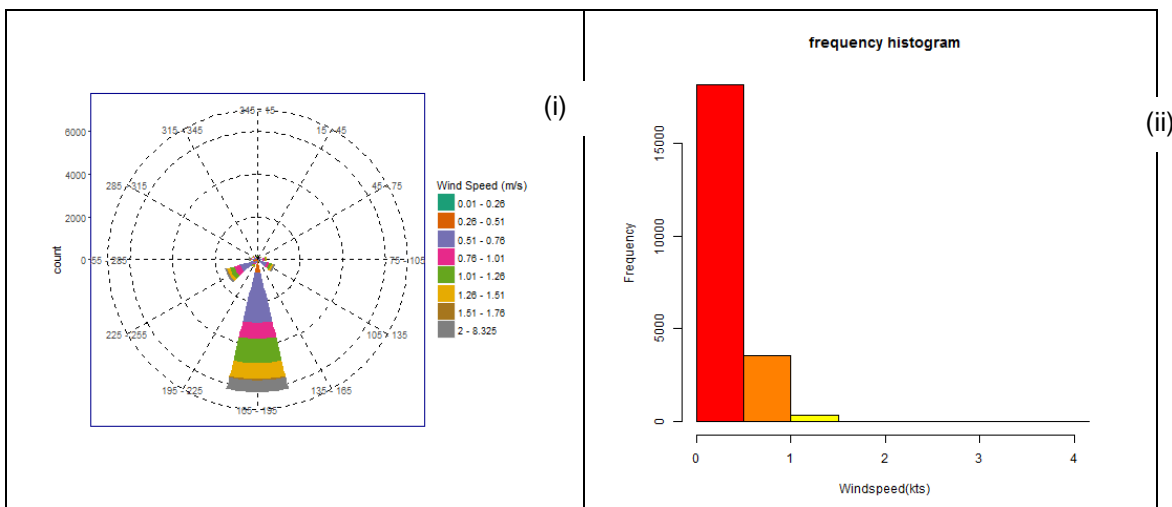 (i)
345 - 15
315 - 345
15 - 45
285 - 315
45 - 75
255 - 285
75 - 105
225 - 255
105 - 135
195 - 225
135 - 165
165 - 195
6000
4000
2000
0
count
Wind Speed (m/s)
0.01 - 0.26
0.26 - 0.51
0.51 - 0.76
0.76 - 1.01
1.01 - 1.26
1.26 - 1.51
1.51 - 1.76
2 - 8.325
frequency histogram
(ii)
15000
10000
5000
0
Frequency
0 1 2 3 4
Windspeed(kts)